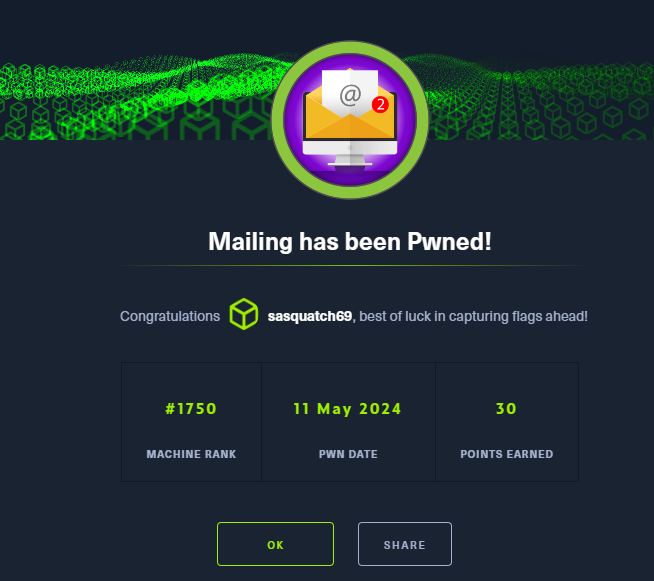 @
2
Mailing has been Pwned!
Congratulations sasquatch69, best of luck in capturing flags ahead!
#1750 11 May 2024 30
MACHINE RANK PWN DATE POINTS EARNED
OK SHARE